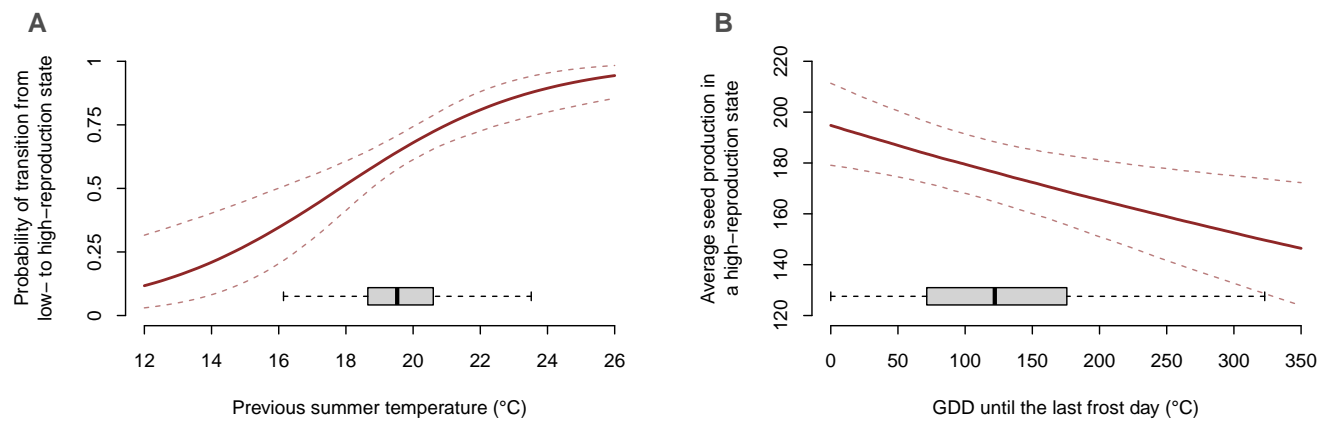 A
Probability of transition from
low− to high−reproduction state
1
0.75
0.5
0.25
0
12 14 16 18 20 22 24 26
Previous summer temperature (°C)
B
Average seed production in
a high−reproduction state
220
200
180
160
140
120
0 50 100 150 200 250 300 350
GDD until the last frost day (°C)